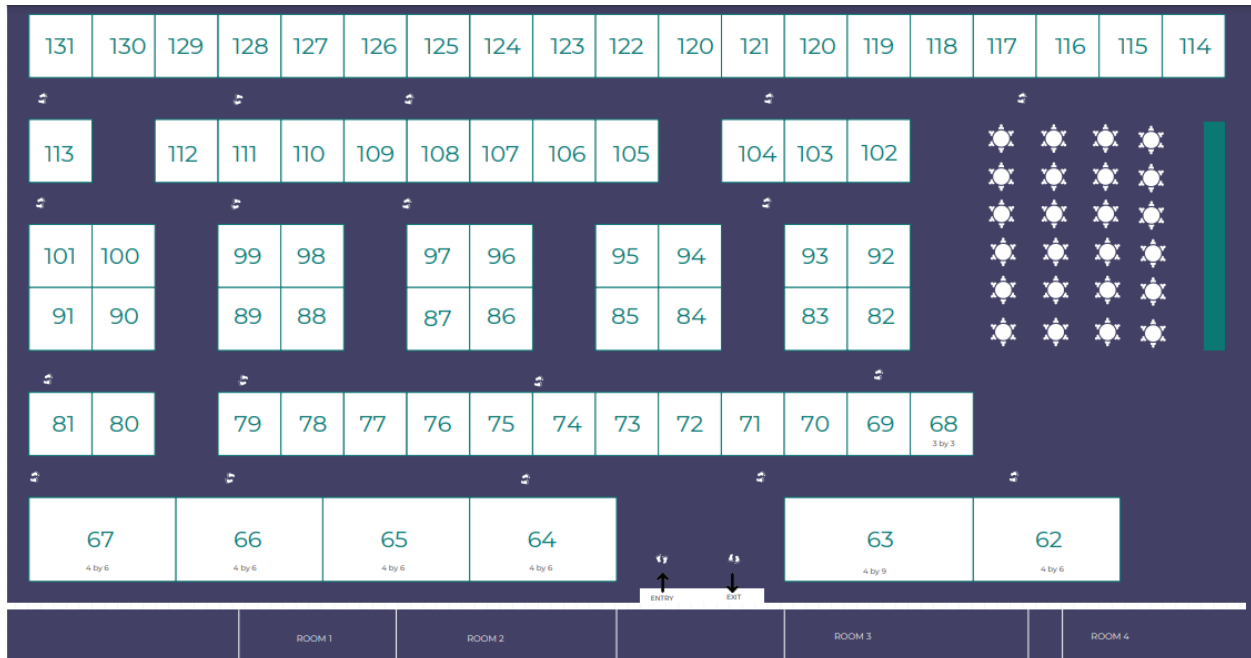 131 130 129 128 127 126 125 124 123 122 120 121 120 119 118 117 116 115 114
113 112 111 110 109 108 107 106 105 104 103 102
101 100 99 98 97 96 95 94 93 92
91 90 89 88 87 86 85 84 83 82
81 80 79 78 77 76 75 74 73 72 71 70 69 68
3 by 3
67 66 65 64 63 62
4 by 6 4 by 6 4 by 6 4 by 6 4 by 9 4 by 6
ENTRY EXIT
ROOM 1 ROOM 2 ROOM 3 ROOM 4